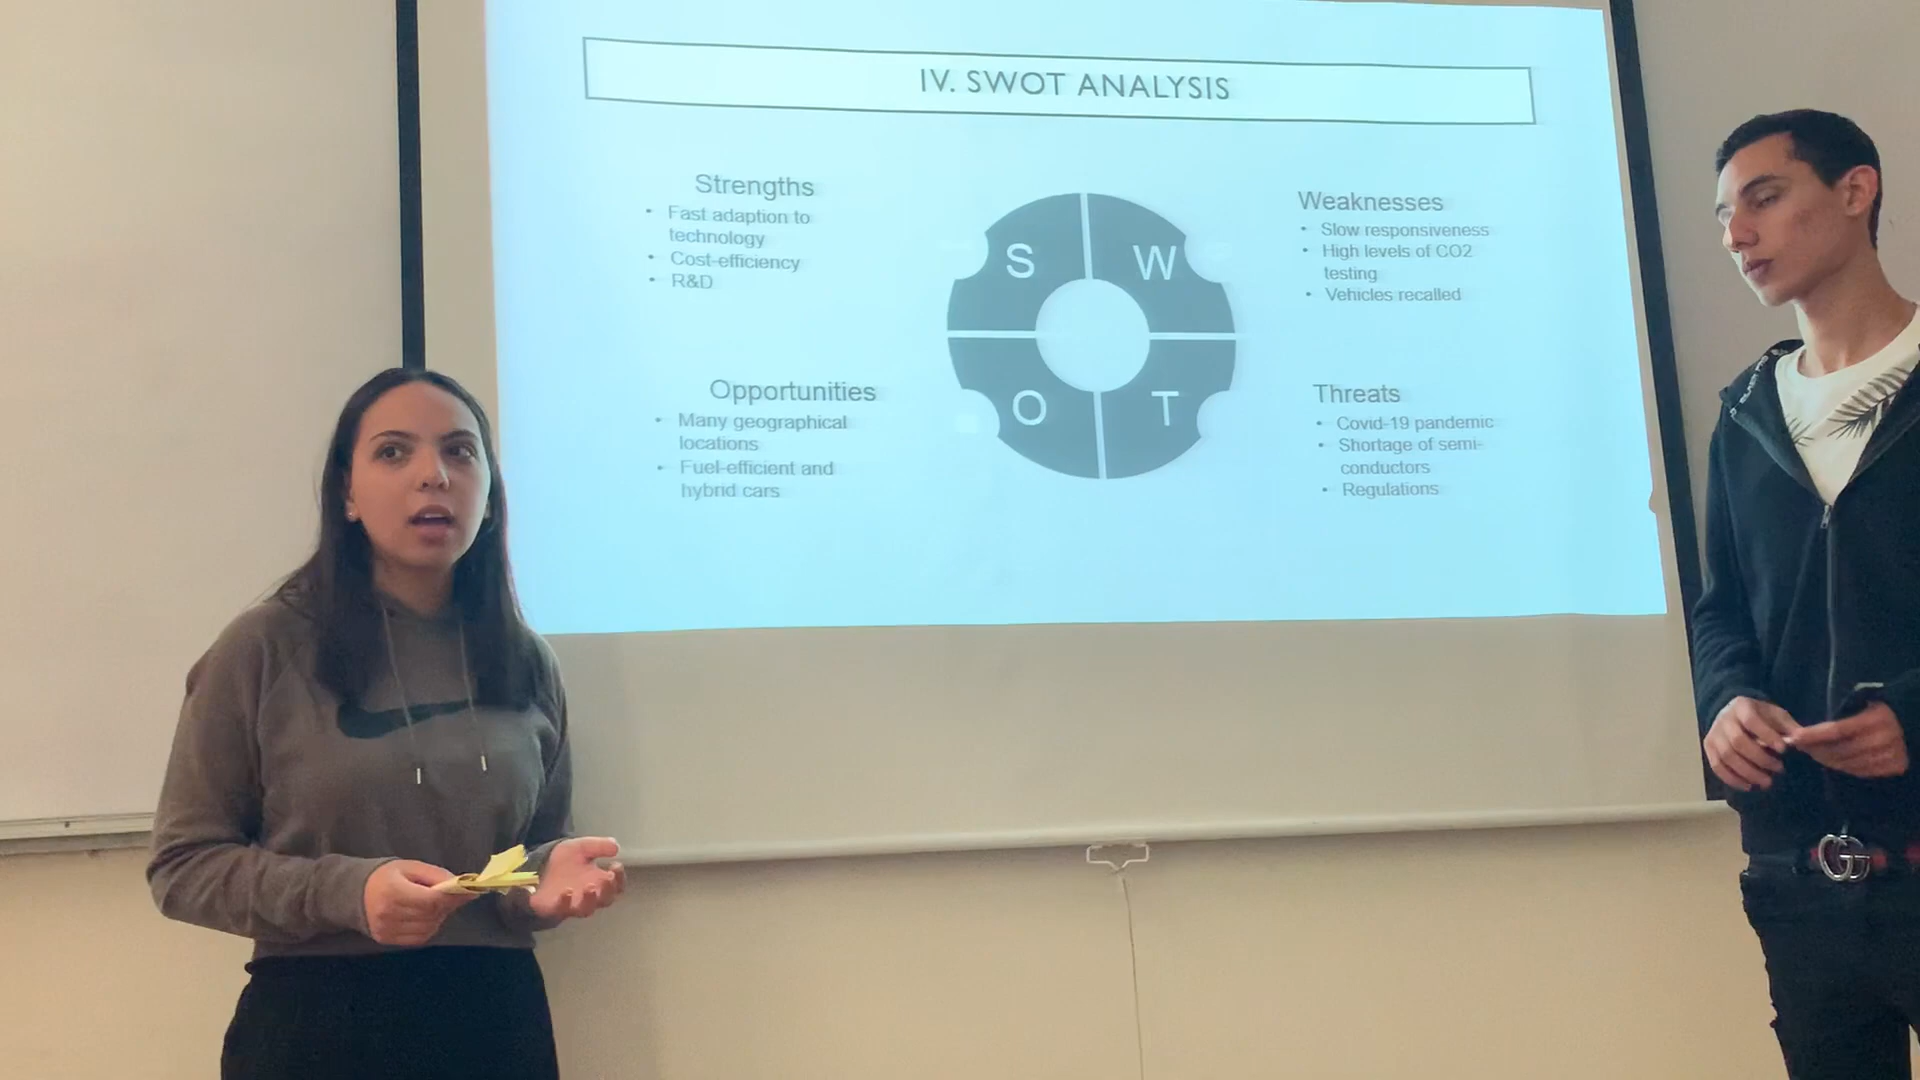 IV. SWOT ANALYSIS
Strengths
• Fast adaption to
technology
• Cost-efficiency
• R&D
Weaknesses
• Slow responsiveness
• High levels of CO2
testing
• Vehicles recalled
S
W
O
T
Opportunities
• Many geographical
locations
• Fuel-efficient and
hybrid cars
Threats
• Covid-19 pandemic
• Shortage of semi-
conductors
• Regulations